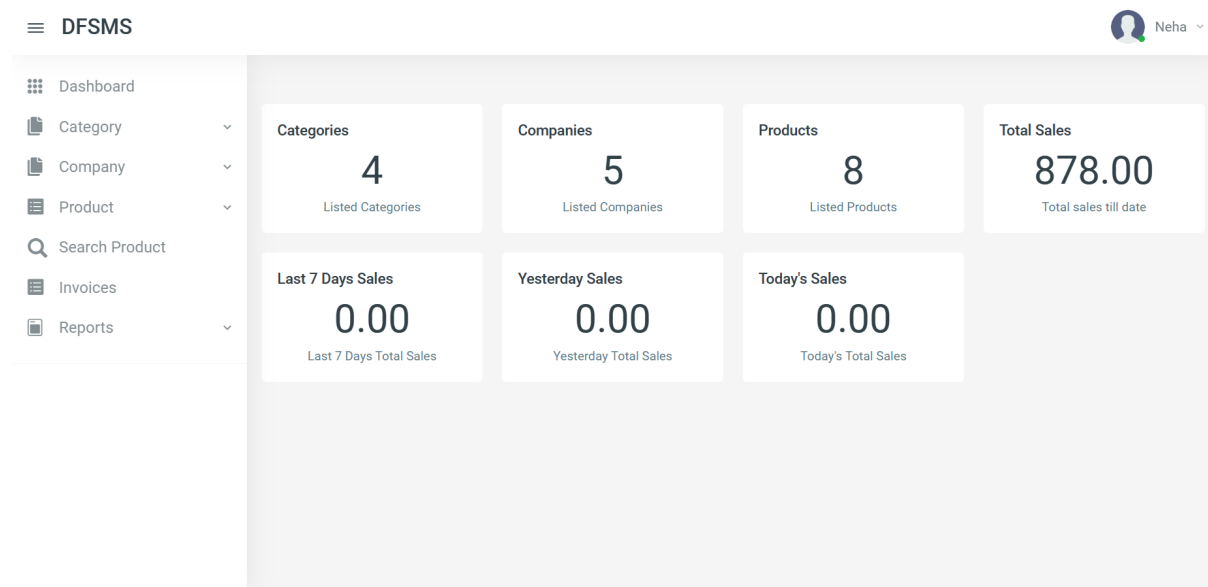 DFSMS
Neha
Dashboard
Category
Company
Product
Search Product
Invoices
Reports
Categories
4
Listed Categories
Companies
5
Listed Companies
Products
8
Listed Products
Total Sales
878.00
Total sales till date
Last 7 Days Sales
0.00
Last 7 Days Total Sales
Yesterday Sales
0.00
Yesterday Total Sales
Today's Sales
0.00
Today's Total Sales